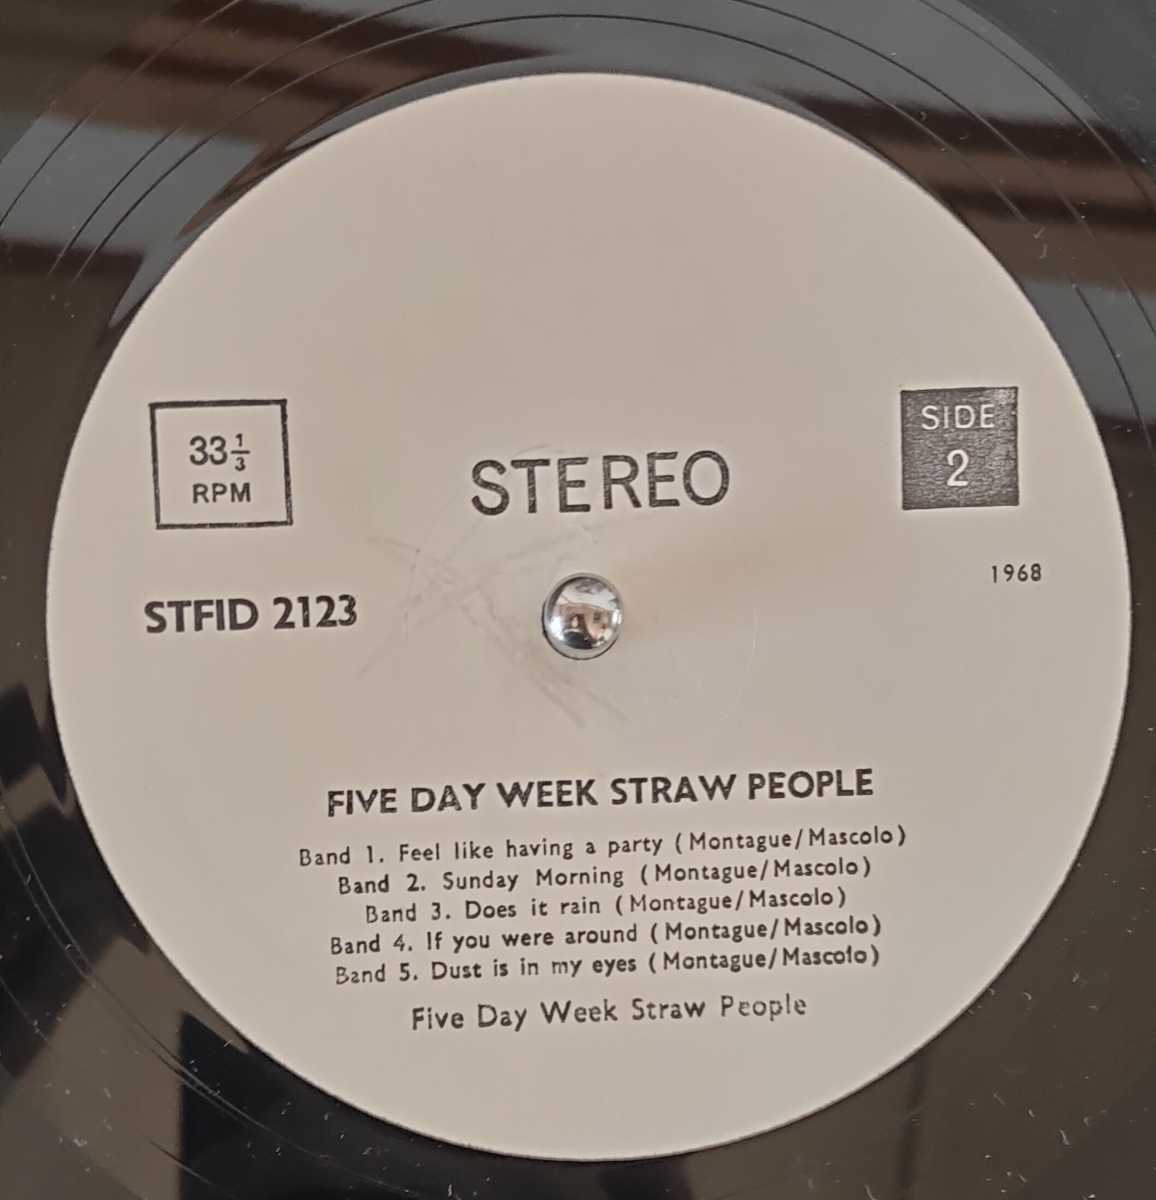 33⅓
RPM
STEREO
SIDE
2
1968
STFID 2123
FIVE DAY WEEK STRAW PEOPLE
Band 1. Feel like having a party (Montague/Mascolo)
Band 2. Sunday Morning (Montague/Mascolo)
Band 3. Does it rain (Montague/Mascolo)
Band 4. If you were around (Montague/Mascolo)
Band 5. Dust is in my eyes (Montague/Mascolo)
Five Day Week Straw People